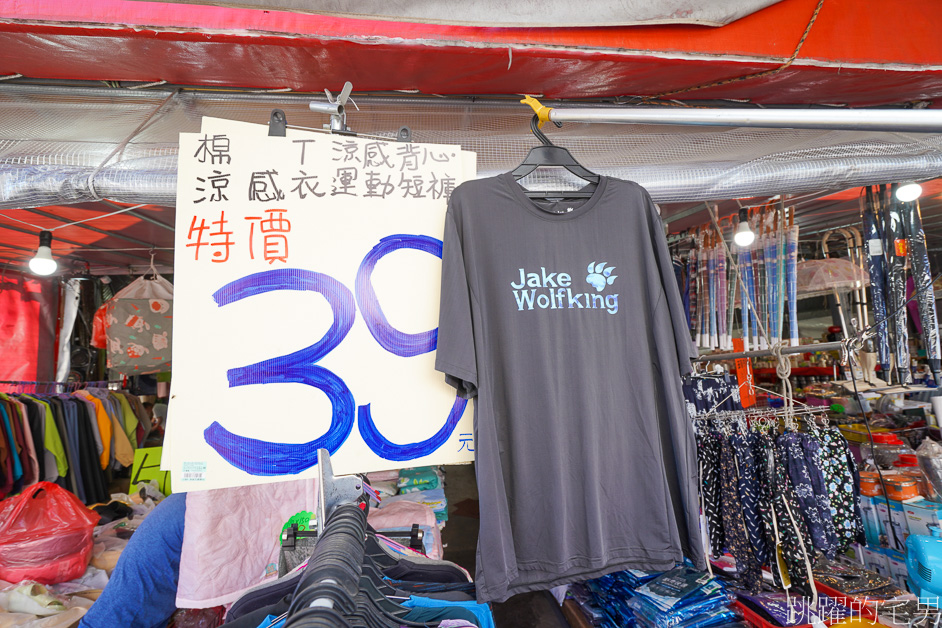 棉 T 涼感背心
涼感衣運動短褲
特價
39
元
Jake
Wolfking
跳躍的宅男